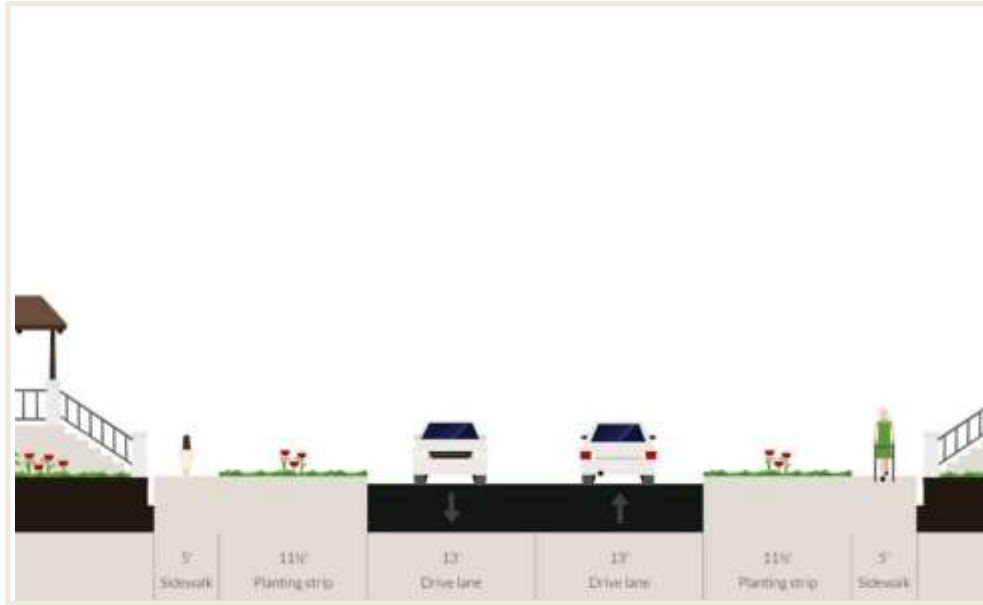 5' 11½' 13' 13' 11½' 5'
Sidewalk Planting strip Drive lane Drive lane Planting strip Sidewalk